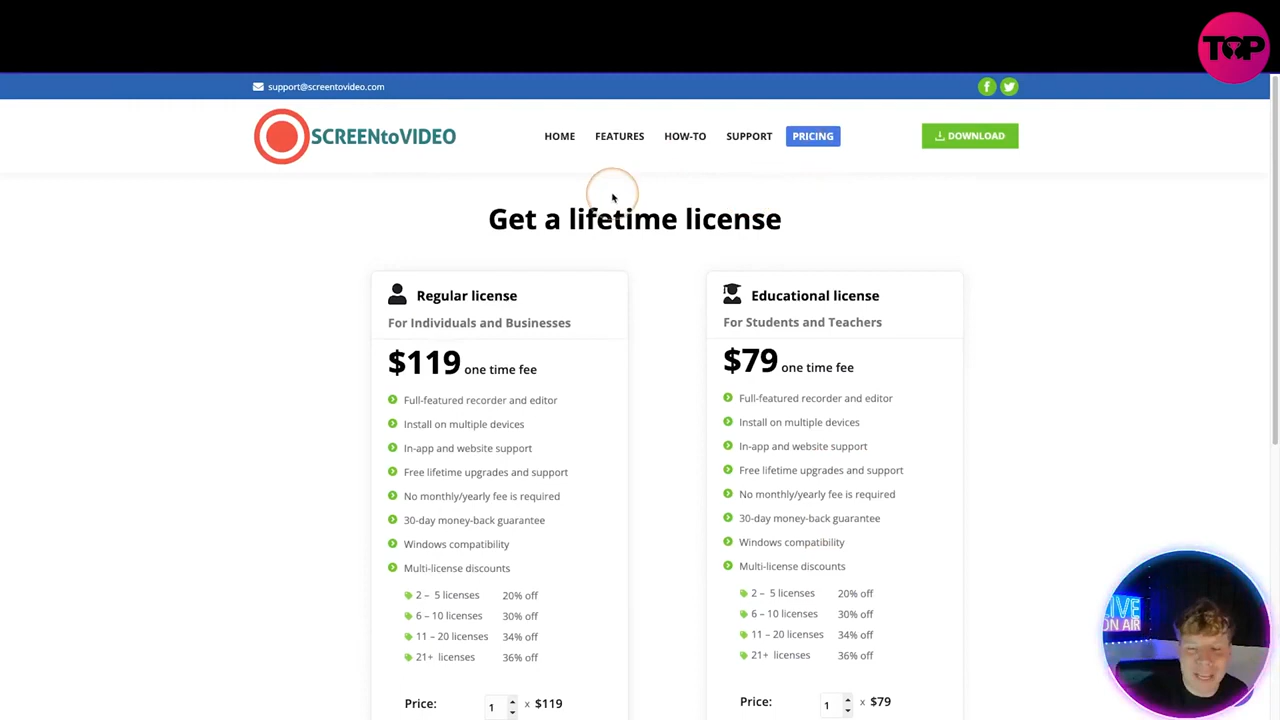 TOP
support@screentovideo.com
SCREENtoVIDEO
HOME
FEATURES
HOW-TO
SUPPORT
PRICING
DOWNLOAD
Get a lifetime license
Regular license
For Individuals and Businesses
$119 one time fee
Full-featured recorder and editor
Install on multiple devices
In-app and website support
Free lifetime upgrades and support
No monthly/yearly fee is required
30-day money-back guarantee
Windows compatibility
Multi-license discounts
2 – 5 licenses 20% off
6 – 10 licenses 30% off
11 – 20 licenses 34% off
21+ licenses 36% off
Price: 1 x $119
Educational license
For Students and Teachers
$79 one time fee
Full-featured recorder and editor
Install on multiple devices
In-app and website support
Free lifetime upgrades and support
No monthly/yearly fee is required
30-day money-back guarantee
Windows compatibility
Multi-license discounts
2 – 5 licenses 20% off
6 – 10 licenses 30% off
11 – 20 licenses 34% off
21+ licenses 36% off
Price: 1 x $79
LIVE
ON AIR